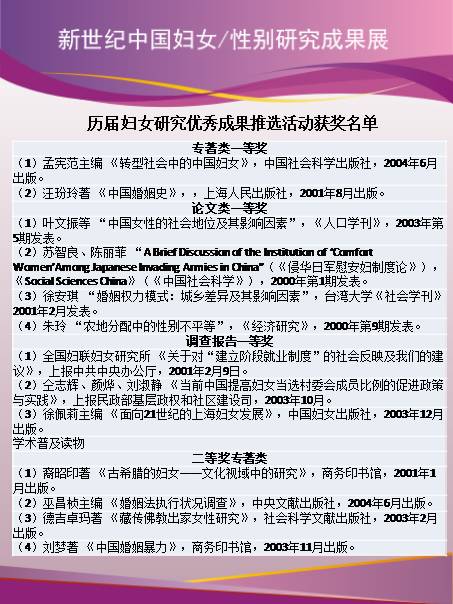 新世纪中国妇女/性别研究成果展
历届妇女研究优秀成果推选活动获奖名单
专著类一等奖
（1）孟宪范主编 《转型社会中的中国妇女》，中国社会科学出版社，2004年6月
出版。
（2）汪玢玲著 《中国婚姻史》，，上海人民出版社，2001年8月出版。
论文类一等奖
（1）叶文振等 “中国女性的社会地位及其影响因素”，《人口学刊》，2003年第
5期发表。
（2）苏智良、陈丽菲 “ A Brief Discussion of the Institution of “Comfort
Women”Among Japanese Invading Armies in China”（《侵华日军慰安妇制度论》），
《Social Sciences China》（《中国社会科学》），2000年第1期发表。
（3）徐安琪 “婚姻权力模式：城乡差异及其影响因素”，台湾大学《社会学刊》
2001年2月发表。
（4）朱玲 “农地分配中的性别不平等”，《经济研究》，2000年第9期发表。
调查报告一等奖
（1）全国妇联妇女研究所 《关于对“建立阶段就业制度”的社会反映及我们的建
议》，上报中共中央办公厅，2001年2月9日。
（2）仝志辉、颜烨、刘淑静 《当前中国提高妇女当选村委会成员比例的促进政策
与实践》，上报民政部基层政权和社区建设司，2003年10月。
（3）徐佩莉主编 《面向21世纪的上海妇女发展》，中国妇女出版社，2003年12月
出版。
学术普及读物
二等奖专著类
（1）裔昭印著 《古希腊的妇女——文化视域中的研究》，商务印书馆，2001年1
月出版。
（2）巫昌桢主编 《婚姻法执行状况调查》，中央文献出版社，2004年6月出版。
（3）德吉卓玛著 《藏传佛教出家女性研究》，社会科学文献出版社，2003年2月
出版。
（4）刘梦著 《中国婚姻暴力》，商务印书馆，2003年11月出版。